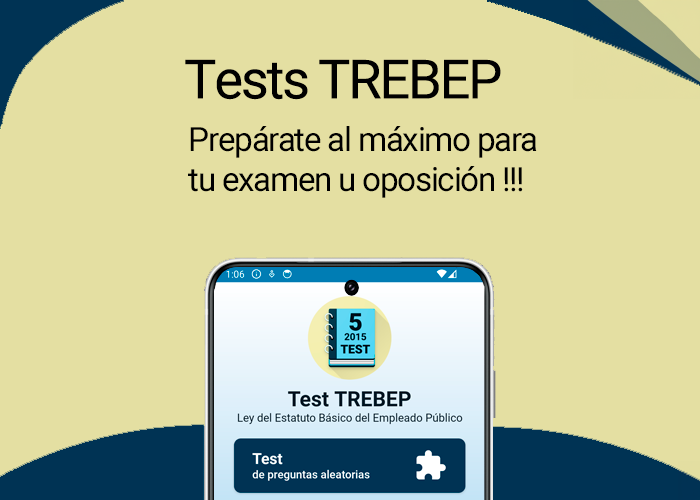 Tests TREBEP
Prepárate al máximo para
tu examen u oposición !!!
1:06
5
2015
TEST
Test TREBEP
Ley del Estatuto Básico del Empleado Público
Test
de preguntas aleatorias